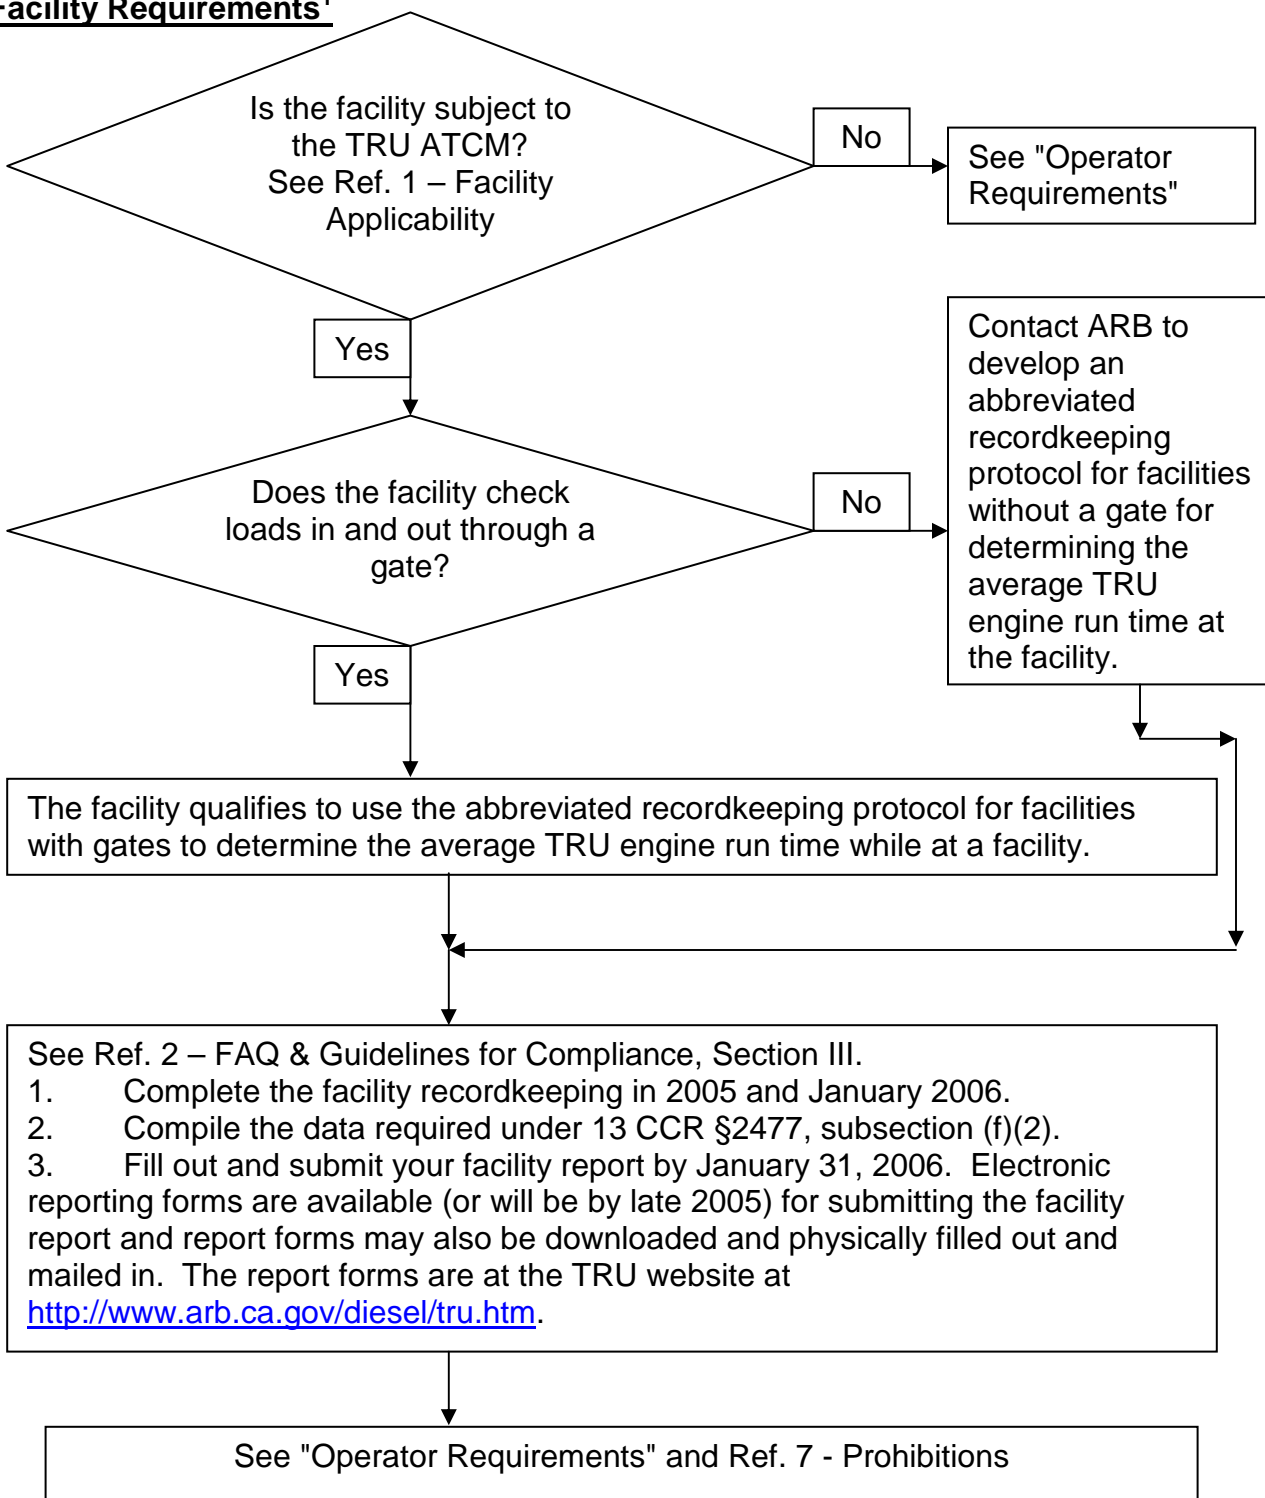 Facility Requirements¹
Is the facility subject to
the TRU ATCM?
See Ref. 1 – Facility
Applicability
No
See "Operator
Requirements"
Yes
Contact ARB to
develop an
abbreviated
recordkeeping
protocol for facilities
without a gate for
determining the
average TRU
engine run time at
the facility.
Does the facility check
loads in and out through a
gate?
No
Yes
The facility qualifies to use the abbreviated recordkeeping protocol for facilities
with gates to determine the average TRU engine run time while at a facility.
See Ref. 2 – FAQ & Guidelines for Compliance, Section III.
1. Complete the facility recordkeeping in 2005 and January 2006.
2. Compile the data required under 13 CCR §2477, subsection (f)(2).
3. Fill out and submit your facility report by January 31, 2006. Electronic
reporting forms are available (or will be by late 2005) for submitting the facility
report and report forms may also be downloaded and physically filled out and
mailed in. The report forms are at the TRU website at
http://www.arb.ca.gov/diesel/tru.htm.
See "Operator Requirements" and Ref. 7 - Prohibitions